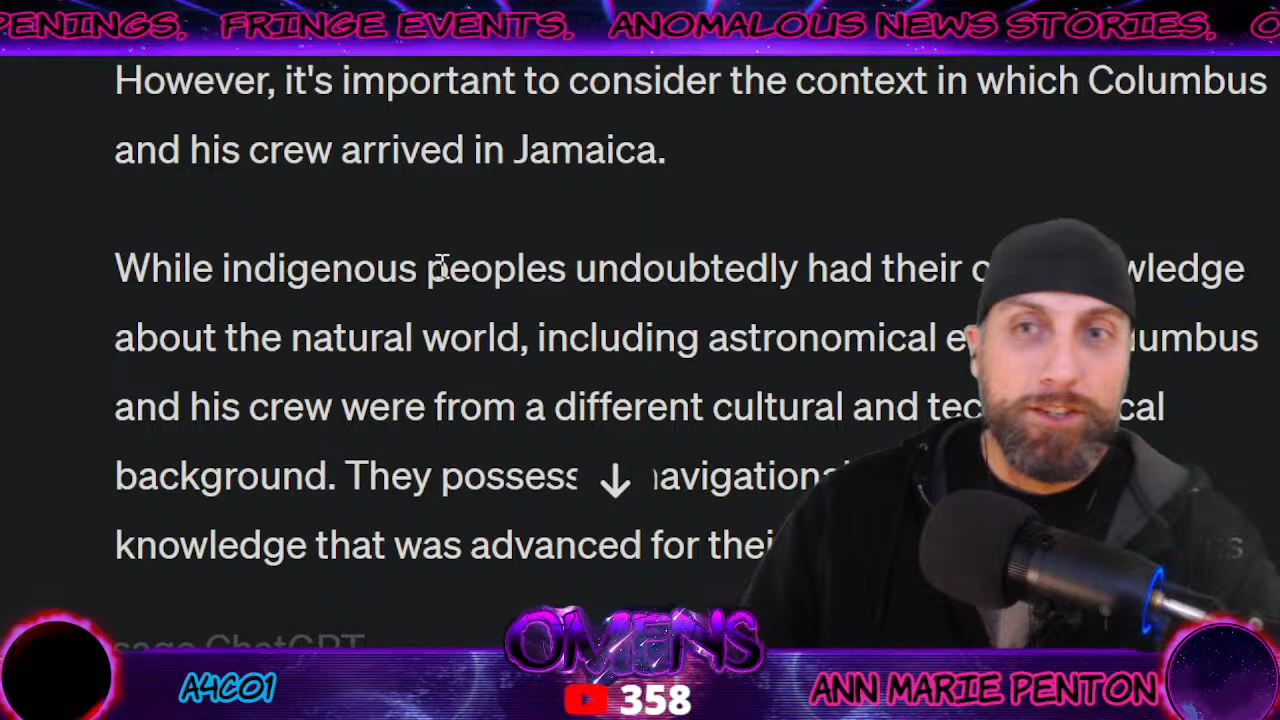 PENINGS, FRINGE EVENTS, ANOMALOUS NEWS STORIES, O
However, it's important to consider the context in which Columbus
and his crew arrived in Jamaica.
While indigenous peoples undoubtedly had their
about the natural world, including astronomical
and his crew were from a different cultural and
background. They
knowledge that was advanced for
ChatGPT
OMENS
A4C01
358
ANN MARIE PENTON